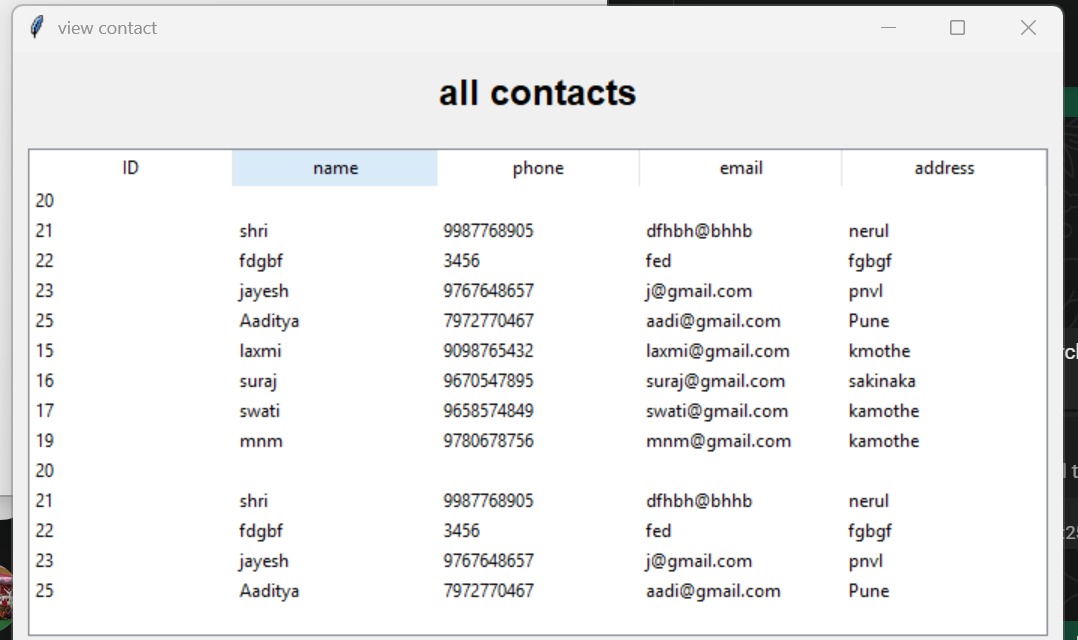 view contact
all contacts
ID name phone email address
20
21 shri 9987768905 dfhbh@bhhb nerul
22 fdgbf 3456 fed fgbgf
23 jayesh 9767648657 j@gmail.com pnvl
25 Aaditya 7972770467 aadi@gmail.com Pune
15 laxmi 9098765432 laxmi@gmail.com kmothe
16 suraj 9670547895 suraj@gmail.com sakinaka
17 swati 9658574849 swati@gmail.com kamothe
19 mnm 9780678756 mnm@gmail.com kamothe
20
21 shri 9987768905 dfhbh@bhhb nerul
22 fdgbf 3456 fed fgbgf
23 jayesh 9767648657 j@gmail.com pnvl
25 Aaditya 7972770467 aadi@gmail.com Pune